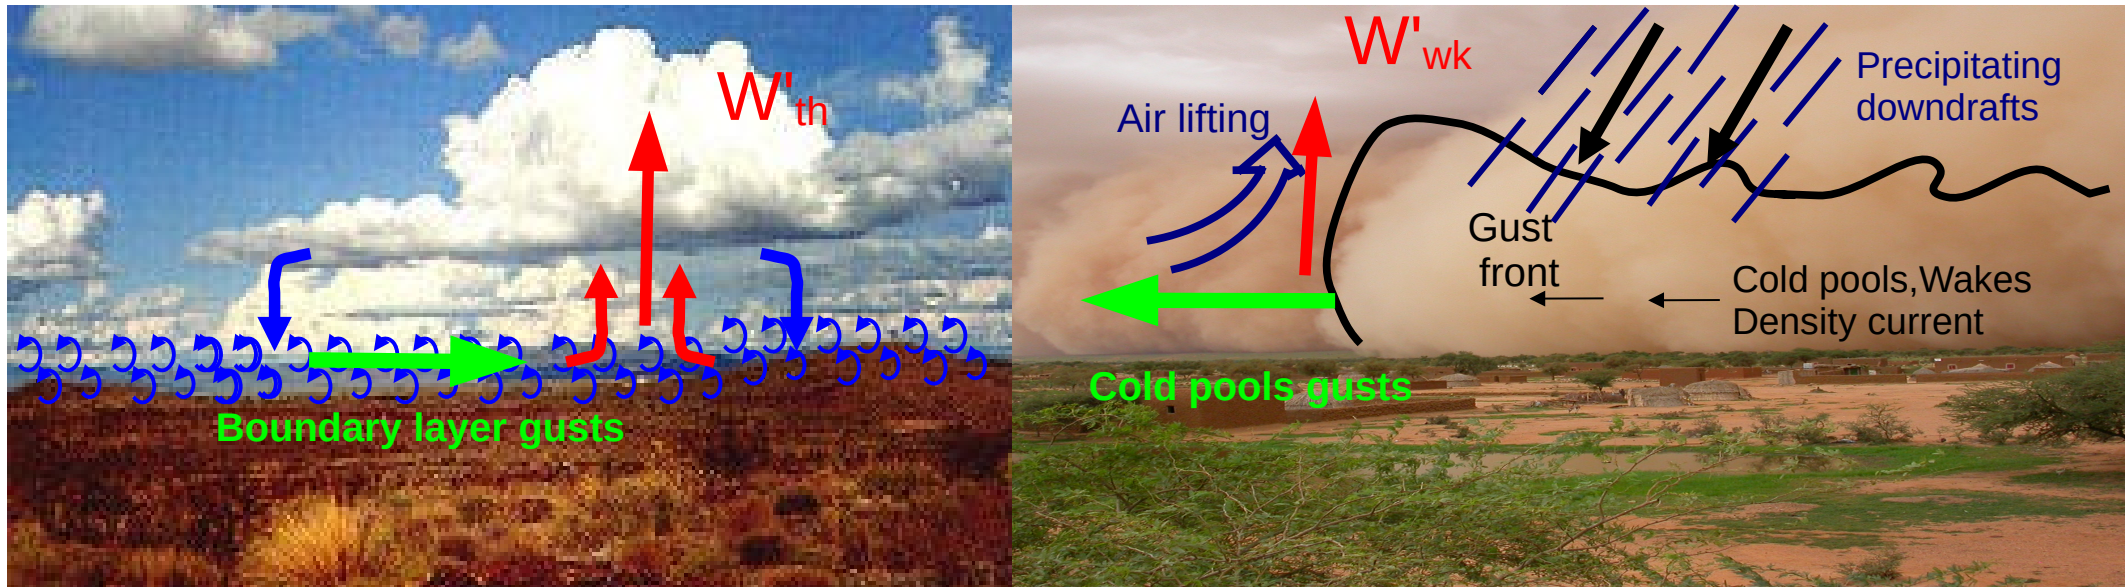 W'th
Boundary layer gusts
W'wk
Air lifting
Precipitating
downdrafts
Gust
front
Cold pools,Wakes
Density current
Cold pools gusts